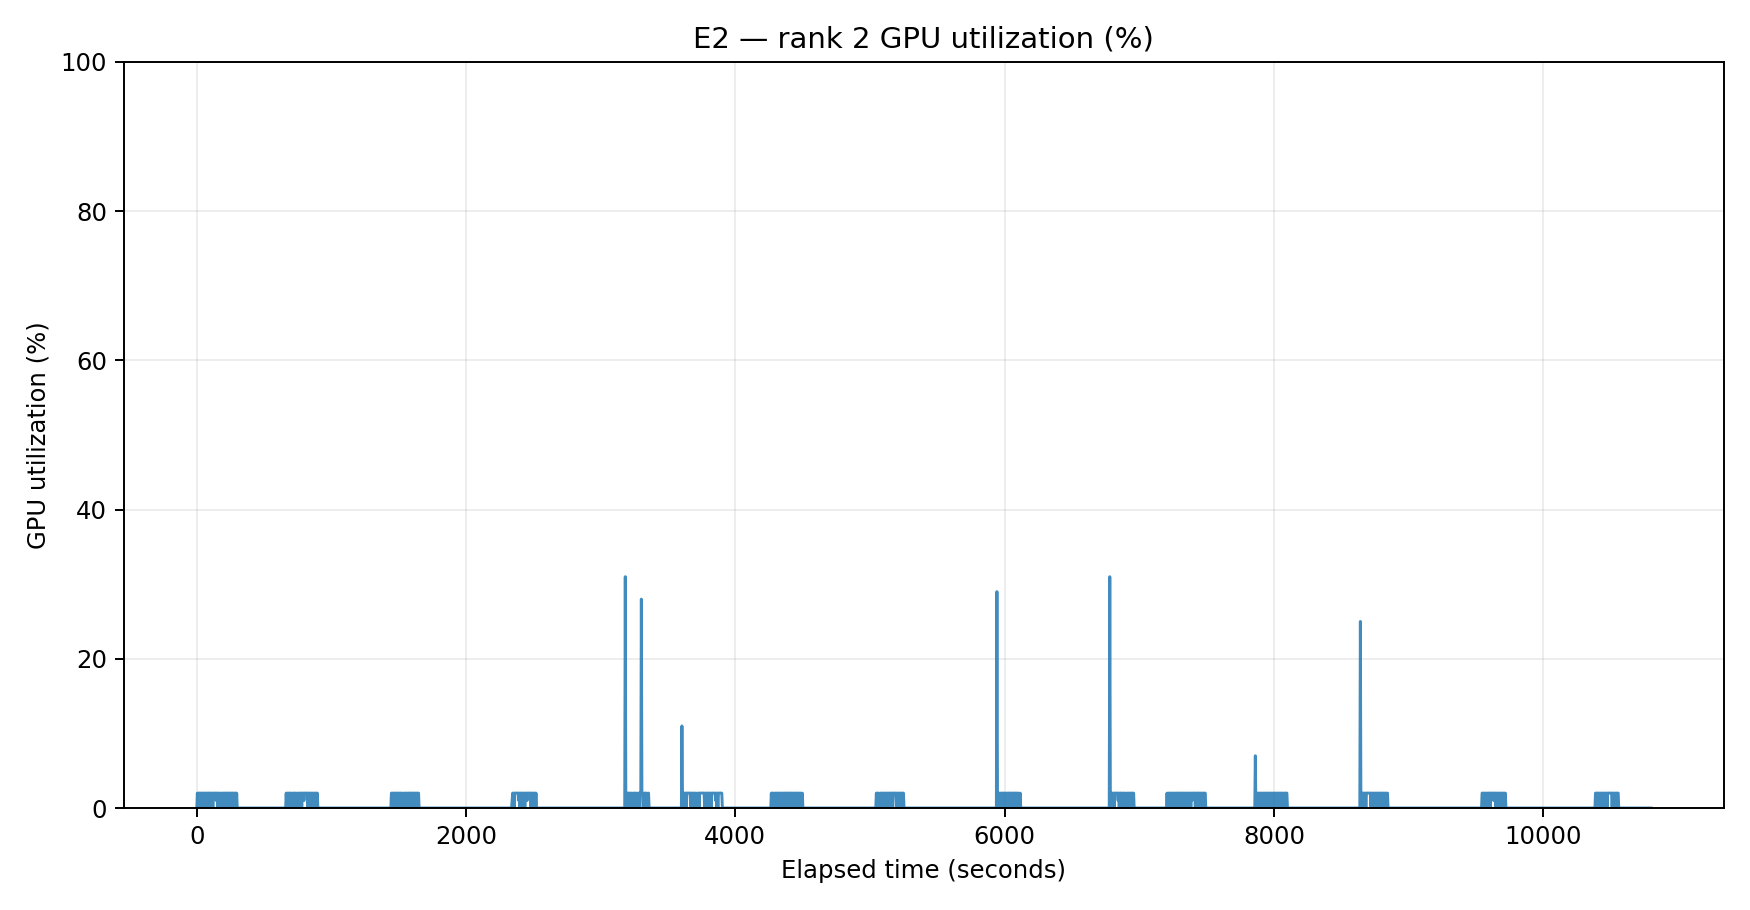 E2 — rank 2 GPU utilization (%)
100
80
60
40
20
0
GPU utilization (%)
0 2000 4000 6000 8000 10000
Elapsed time (seconds)